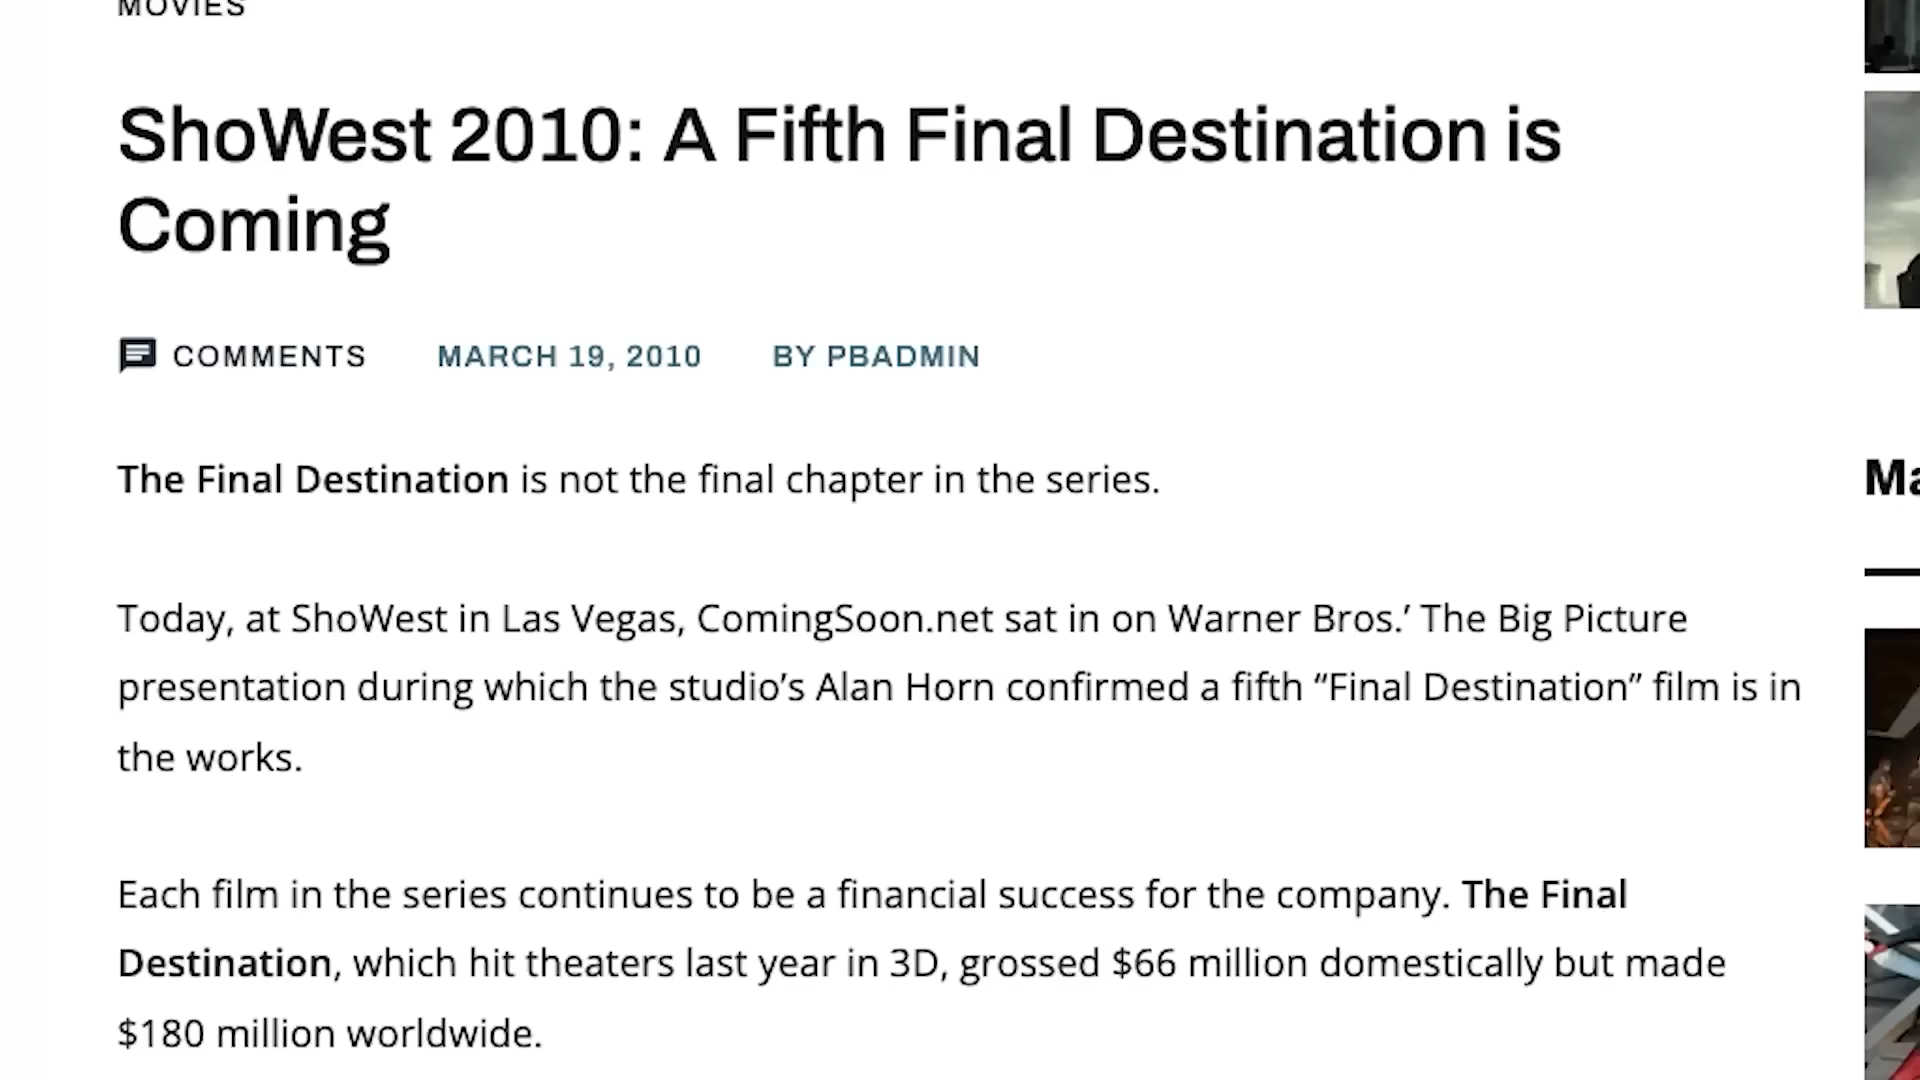 MOVIES
ShoWest 2010: A Fifth Final Destination is
Coming
COMMENTS MARCH 19, 2010 BY PBADMIN
The Final Destination is not the final chapter in the series.
Today, at ShoWest in Las Vegas, ComingSoon.net sat in on Warner Bros.’ The Big Picture
presentation during which the studio’s Alan Horn confirmed a fifth “Final Destination” film is in
the works.
Each film in the series continues to be a financial success for the company. The Final
Destination, which hit theaters last year in 3D, grossed $66 million domestically but made
$180 million worldwide.